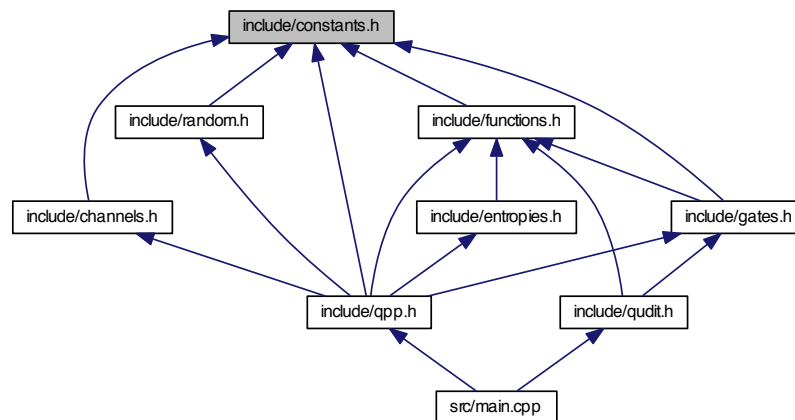 include/constants.h
include/random.h
include/functions.h
include/channels.h
include/entropies.h
include/gates.h
include/qpp.h
include/qudit.h
src/main.cpp